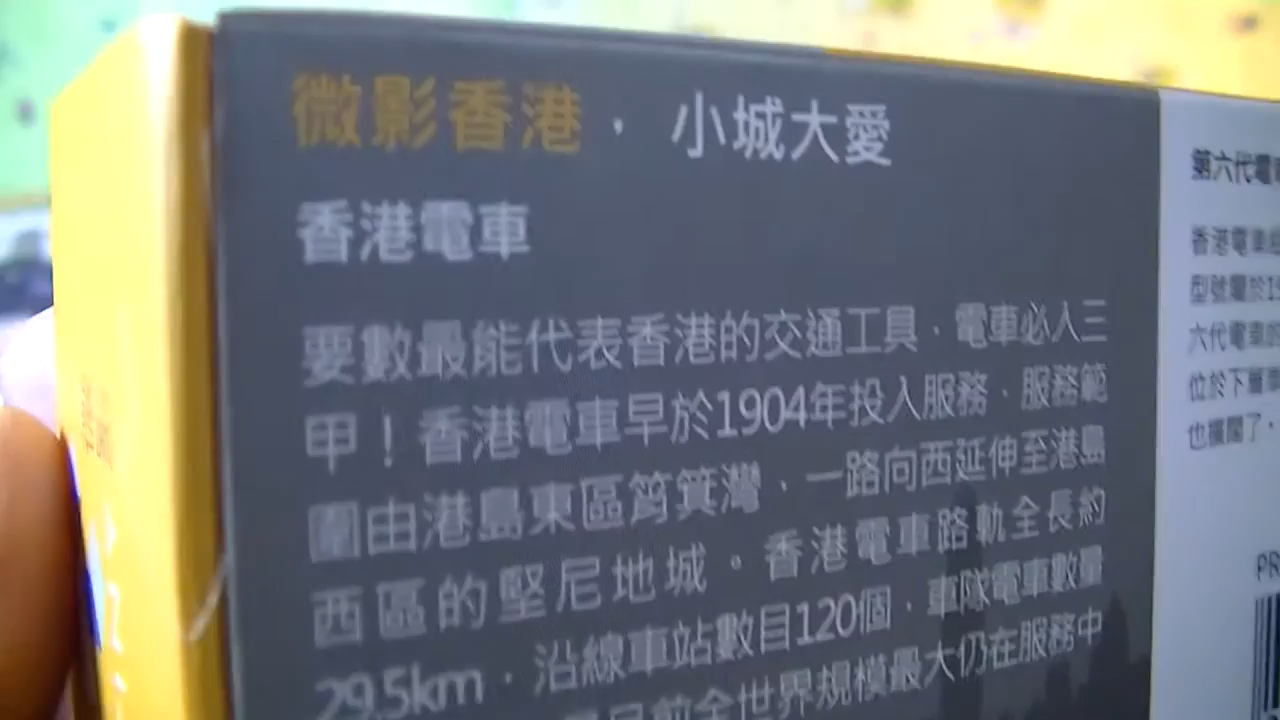 微影香港， 小城大愛
香港電車
要數最能代表香港的交通工具，電車必入三
甲！香港電車早於1904年投入服務，服務範
圍由港島東區筲箕灣，一路向西延伸至港島
西區的堅尼地城。香港電車路軌全長約
29.5km，沿線車站數目120個，車隊電車數量
前全世界規模最大仍在服務中
第六代電
香港電車
型號屬於19
六代電車
位於下層
也擴闊了，
PR